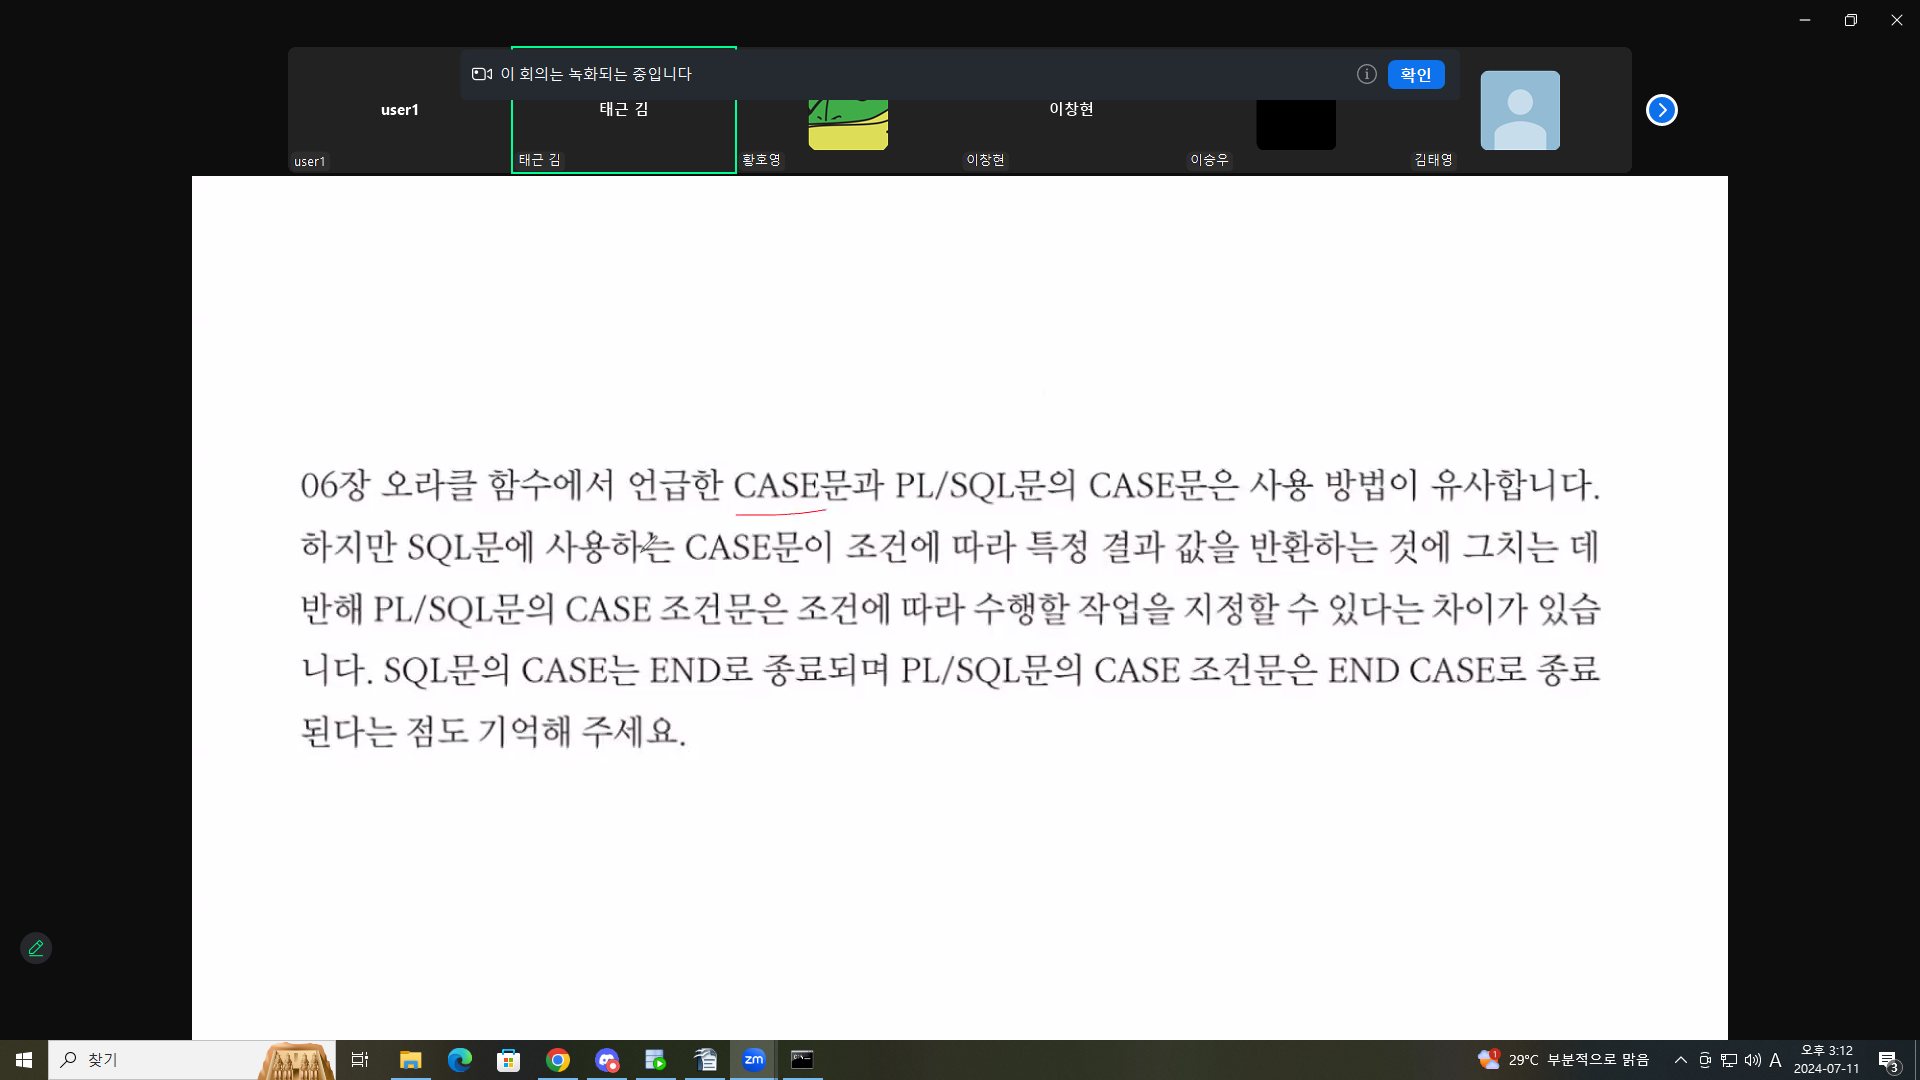 이 회의는 녹화되는 중입니다
확인
user1
태근 김
이창현
user1
태근 김
황호영
이창현
이승우
김태영
06장 오라클 함수에서 언급한 CASE문과 PL/SQL문의 CASE문은 사용 방법이 유사합니다.
하지만 SQL문에 사용하는 CASE문이 조건에 따라 특정 결과 값을 반환하는 것에 그치는 데
반해 PL/SQL문의 CASE 조건문은 조건에 따라 수행할 작업을 지정할 수 있다는 차이가 있습
니다. SQL문의 CASE는 END로 종료되며 PL/SQL문의 CASE 조건문은 END CASE로 종료
된다는 점도 기억해 주세요.
찾기
zm
1
29°C 부분적으로 맑음
A
오후 3:12
2024-07-11
3